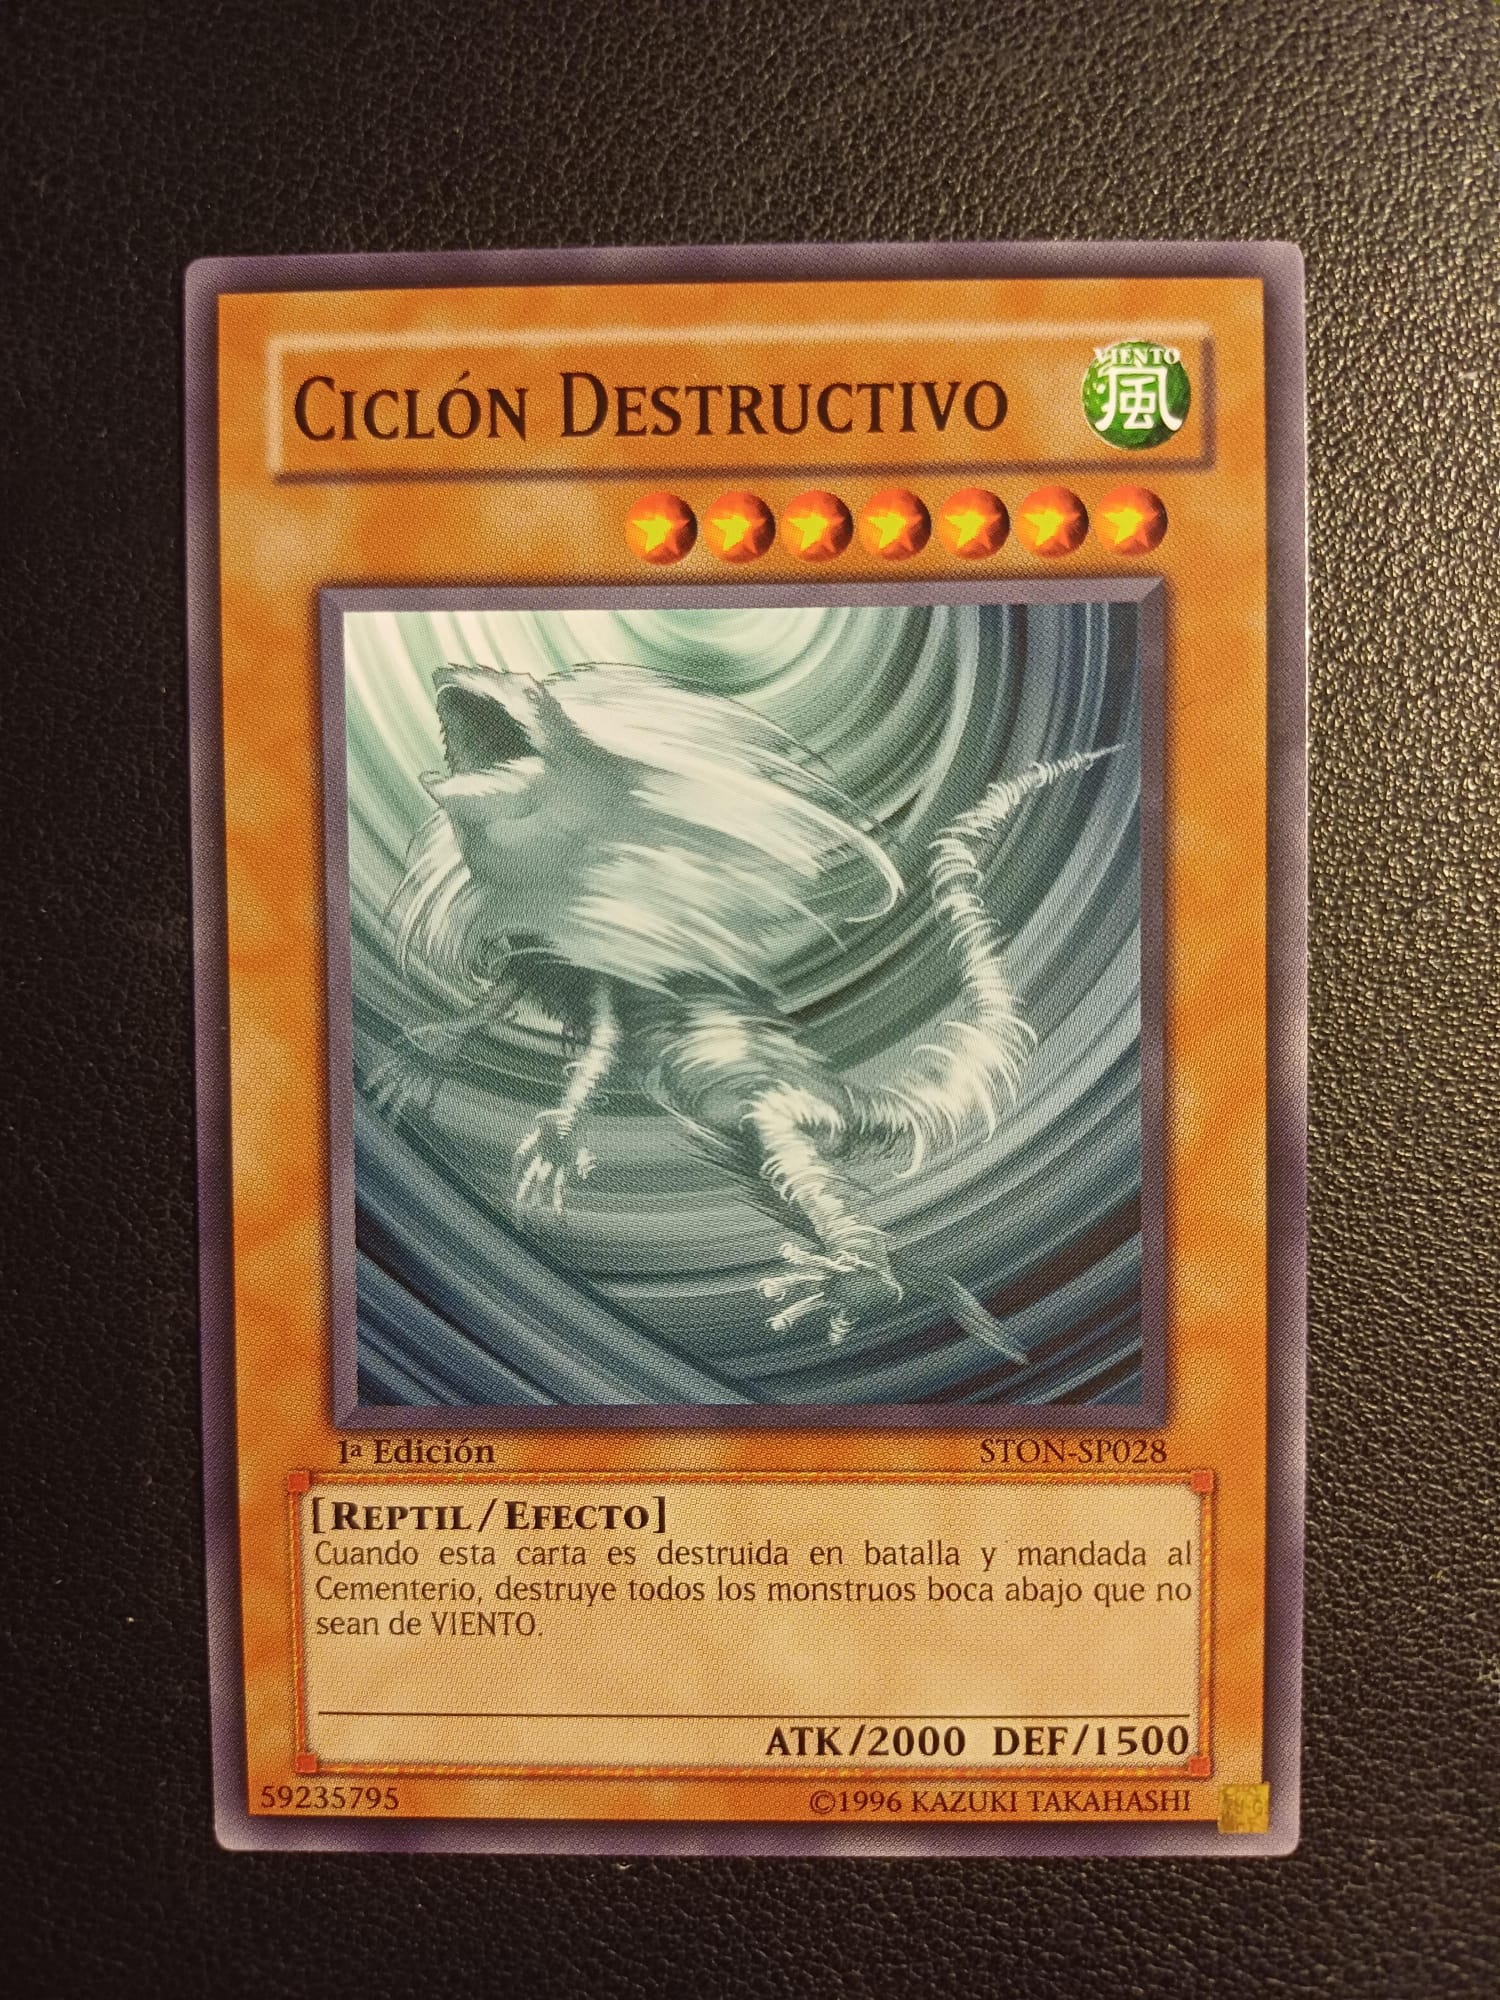 Ciclón Destructivo
VIENTO
風
1ª Edición
STON-SP028
[Reptil/Efecto]
Cuando esta carta es destruida en batalla y mandada al
Cementerio, destruye todos los monstruos boca abajo que no
sean de VIENTO.
ATK/2000 DEF/1500
59235795
©1996 KAZUKI TAKAHASHI